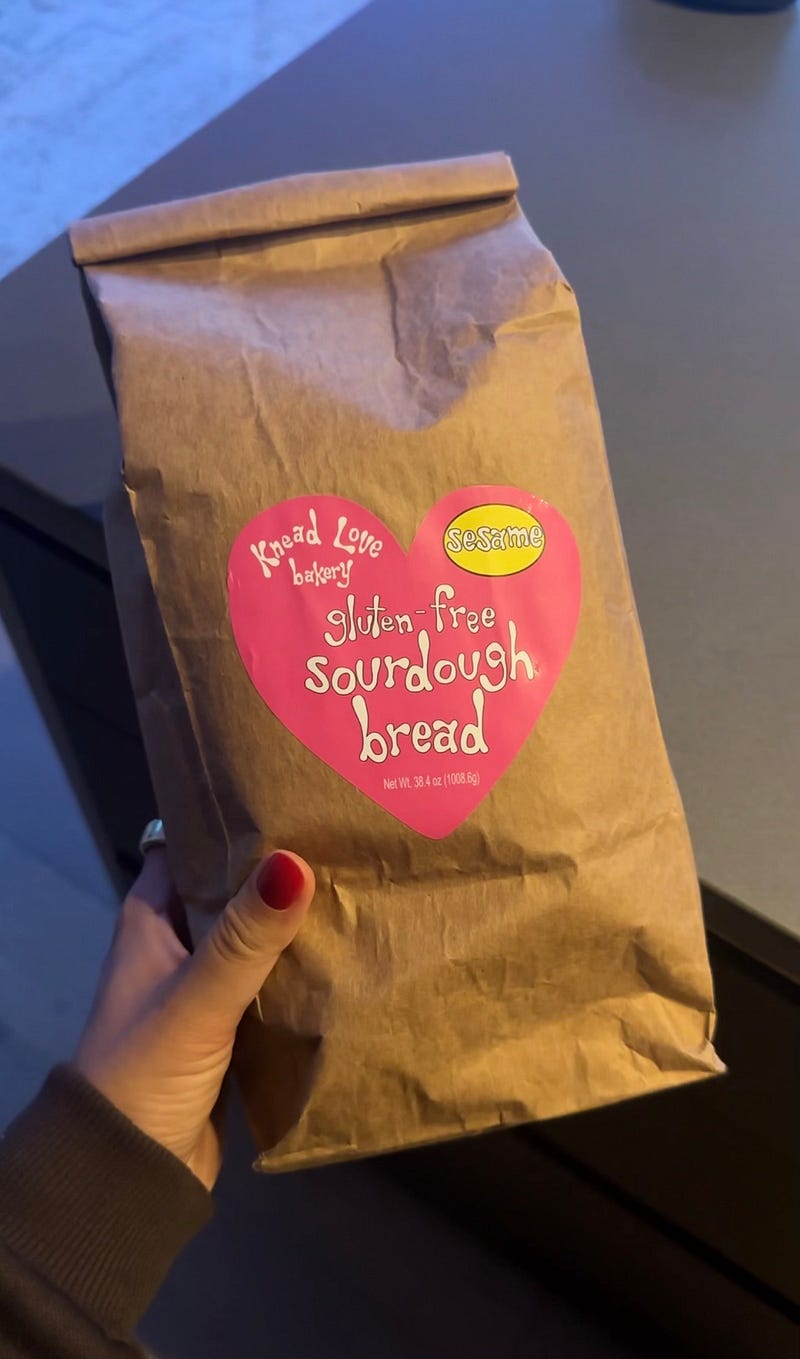 Knead Love
bakery
sesame
gluten-free
sourdough
bread
Net Wt. 38.4 oz (1008.6g)